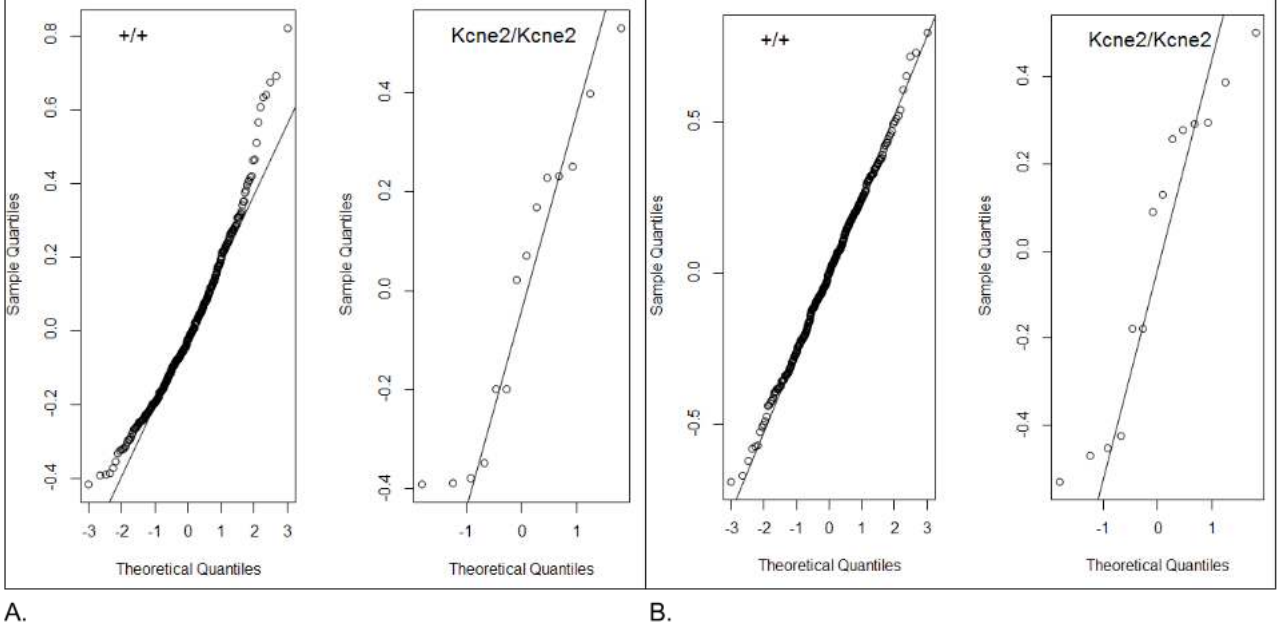 +/+
Sample Quantiles
0.8
0.6
0.4
0.2
0.0
-0.2
-0.4
-3 -2 -1 0 1 2 3
Theoretical Quantiles
Kcne2/Kcne2
Sample Quantiles
0.4
0.2
0.0
-0.2
-0.4
-1 0 1
Theoretical Quantiles
A.
+/+
Sample Quantiles
0.5
0.0
-0.5
-3 -2 -1 0 1 2 3
Theoretical Quantiles
Kcne2/Kcne2
Sample Quantiles
0.4
0.2
0.0
-0.2
-0.4
-1 0 1
Theoretical Quantiles
B.